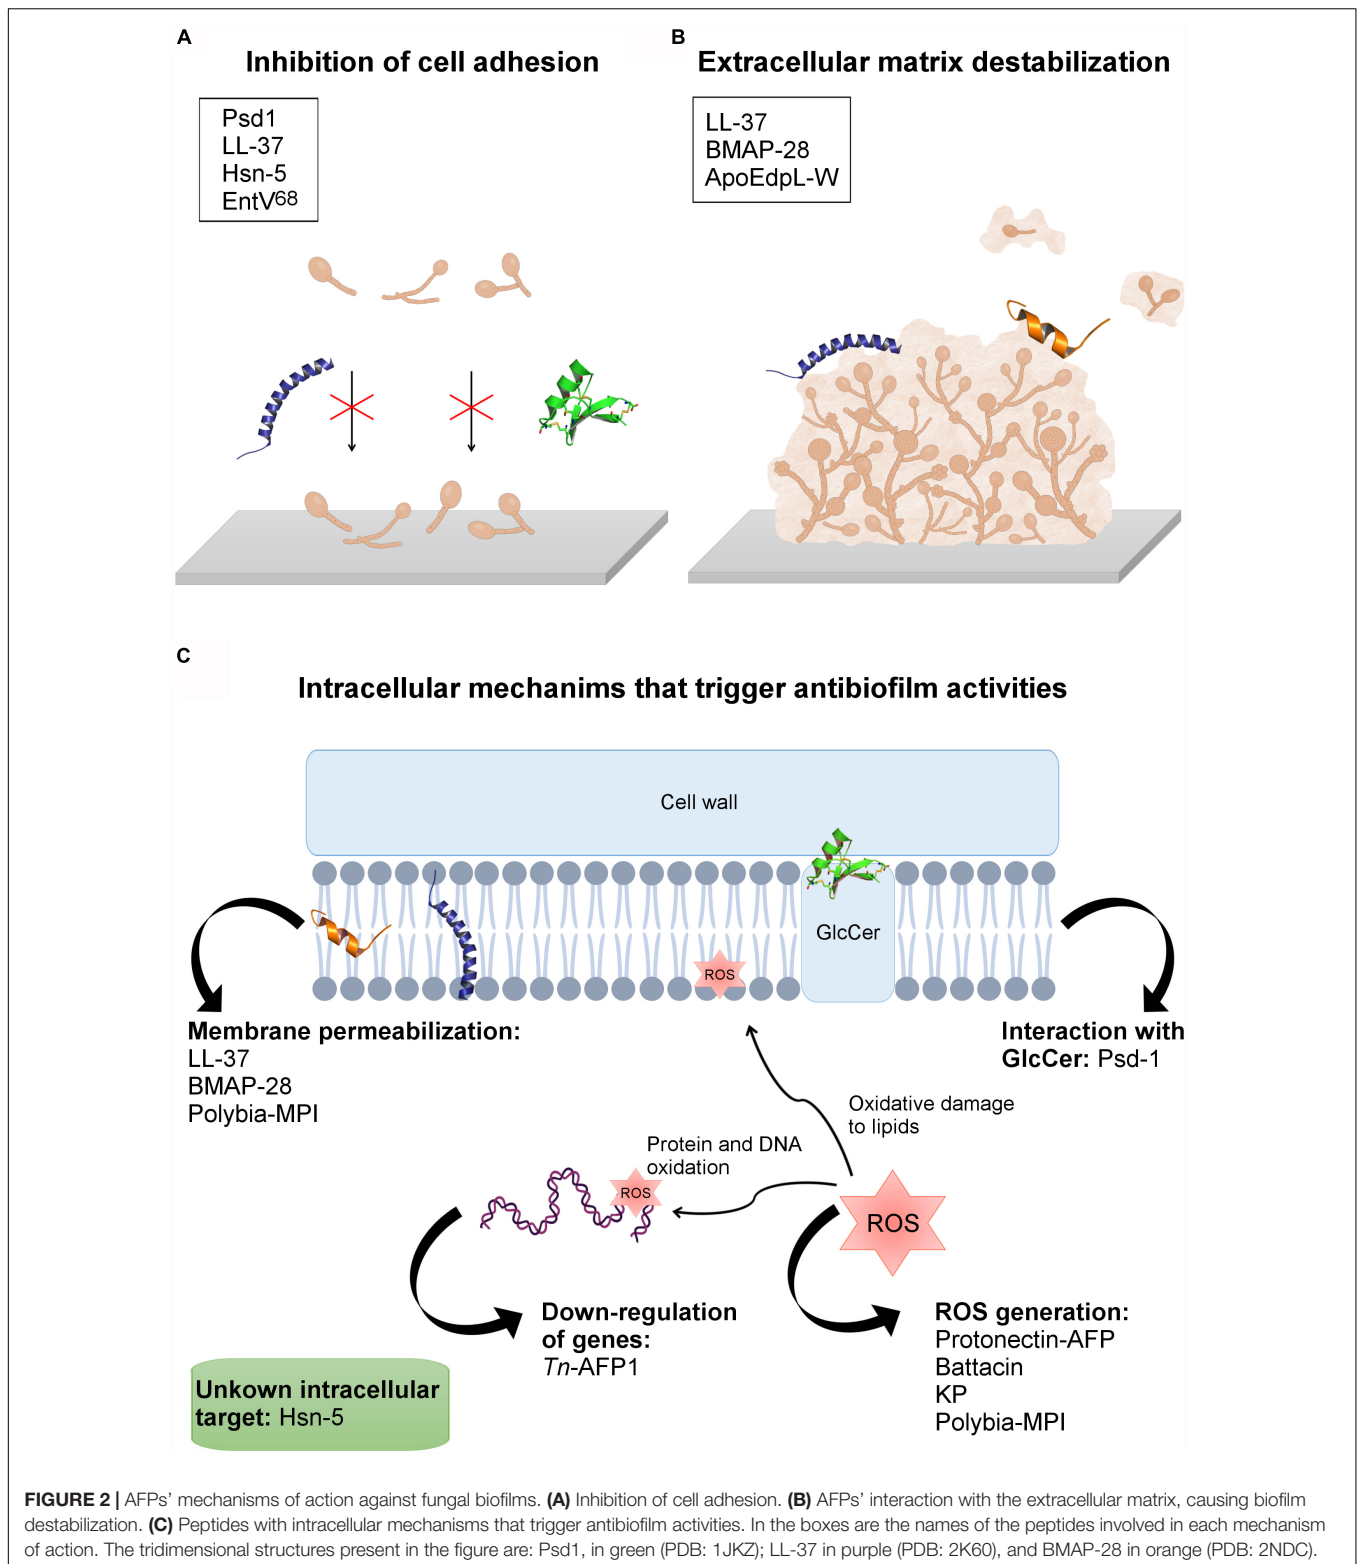 A
Inhibition of cell adhesion
Psd1
LL-37
Hsn-5
EntV68
B
Extracellular matrix destabilization
LL-37
BMAP-28
ApoEdpL-W
C
Intracellular mechanims that trigger antibiofilm activities
Cell wall
GlcCer
ROS
Membrane permeabilization:
LL-37
BMAP-28
Polybia-MPI
Interaction with
GlcCer: Psd-1
Oxidative damage
to lipids
Protein and DNA
oxidation
ROS
ROS
Down-regulation
of genes:
Tn-AFP1
ROS generation:
Protonectin-AFP
Battacin
KP
Polybia-MPI
Unkown intracellular
target: Hsn-5
FIGURE 2 | AFPs' mechanisms of action against fungal biofilms. (A) Inhibition of cell adhesion. (B) AFPs' interaction with the extracellular matrix, causing biofilm
destabilization. (C) Peptides with intracellular mechanisms that trigger antibiofilm activities. In the boxes are the names of the peptides involved in each mechanism
of action. The tridimensional structures present in the figure are: Psd1, in green (PDB: 1JKZ); LL-37 in purple (PDB: 2K60), and BMAP-28 in orange (PDB: 2NDC).